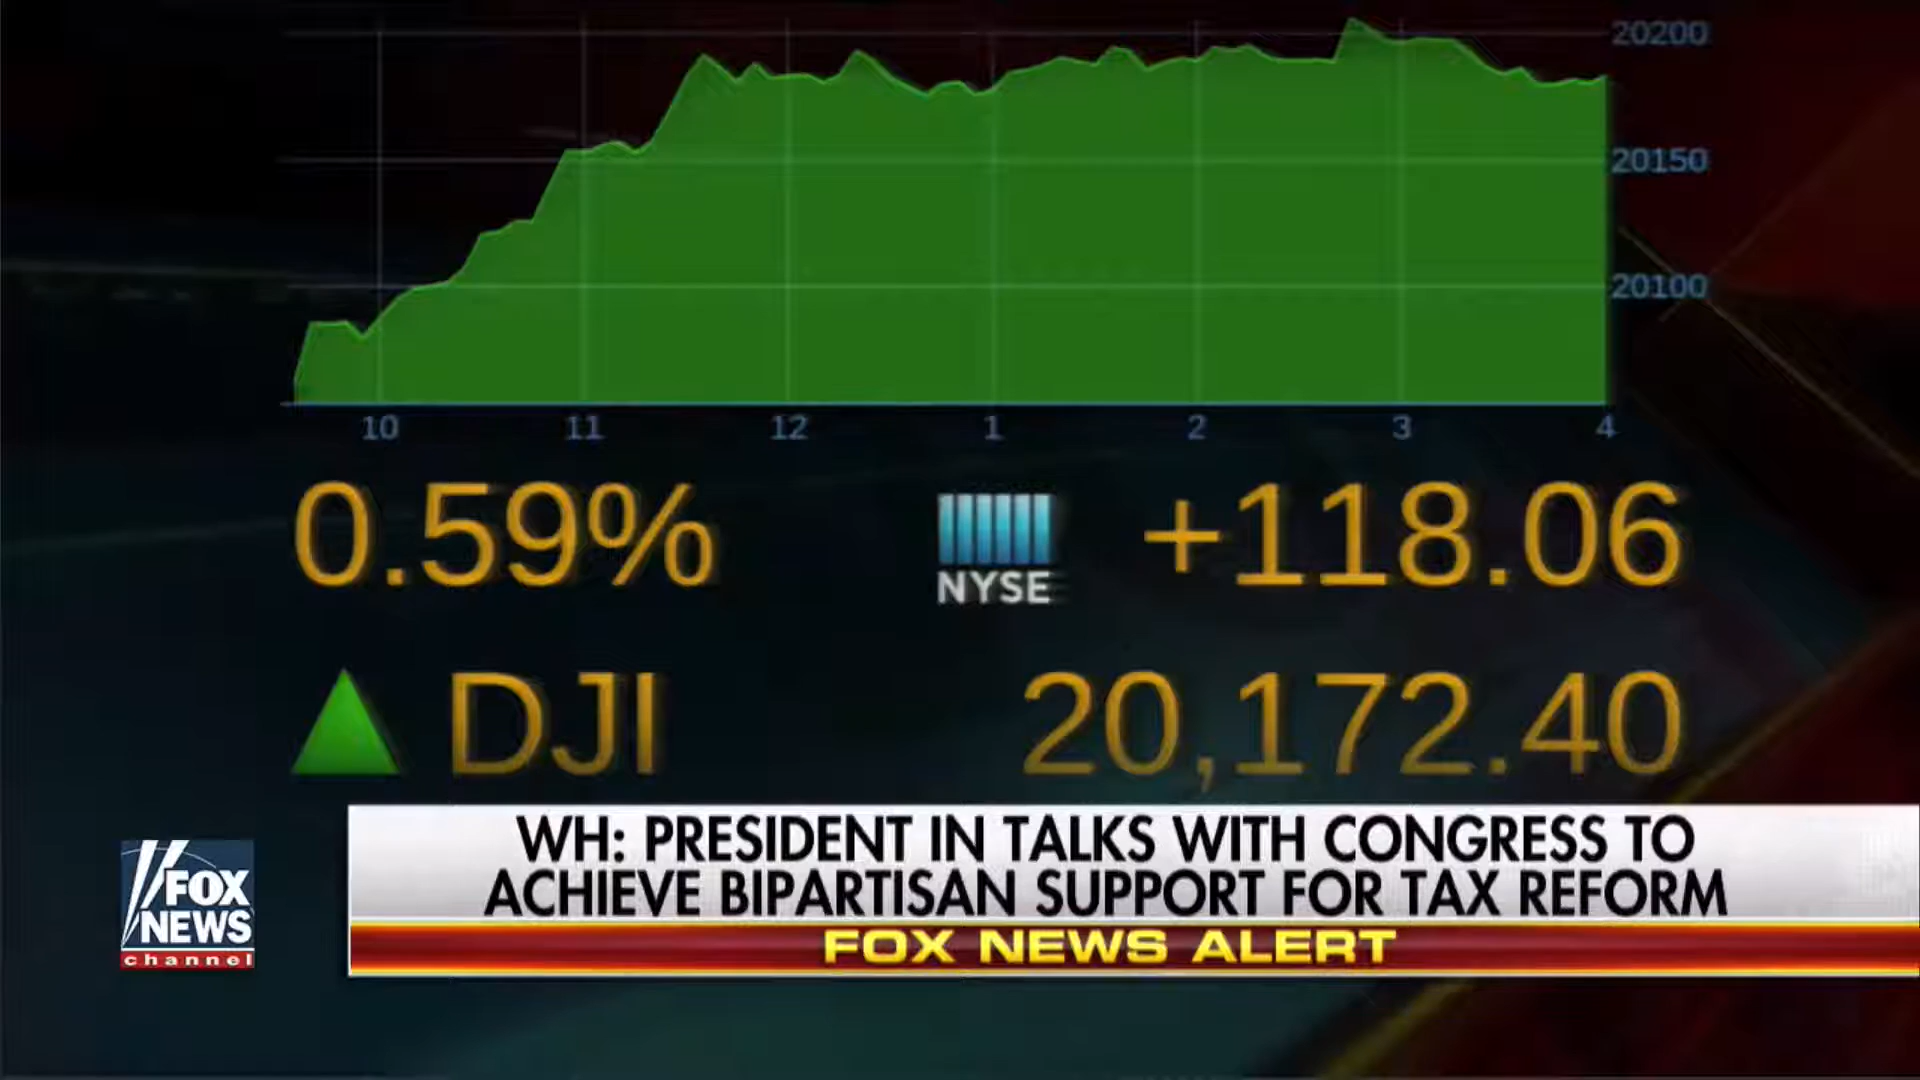 20200
20150
20100
10 11 12 1 2 3 4
0.59% NYSE +118.06
DJI 20,172.40
WH: PRESIDENT IN TALKS WITH CONGRESS TO
ACHIEVE BIPARTISAN SUPPORT FOR TAX REFORM
FOX NEWS ALERT
FOX
NEWS
channel